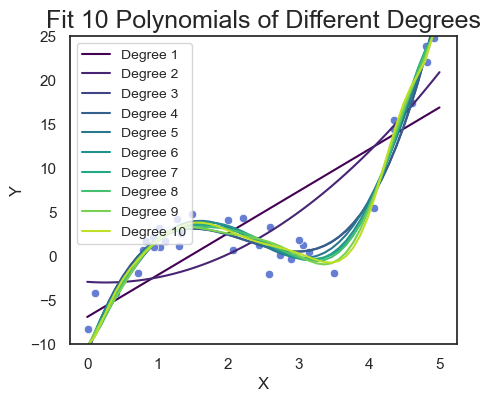 Fit 10 Polynomials of Different Degrees
25
20
15
10
5
0
−5
−10
Y
Degree 1
Degree 2
Degree 3
Degree 4
Degree 5
Degree 6
Degree 7
Degree 8
Degree 9
Degree 10
0 1 2 3 4 5
X